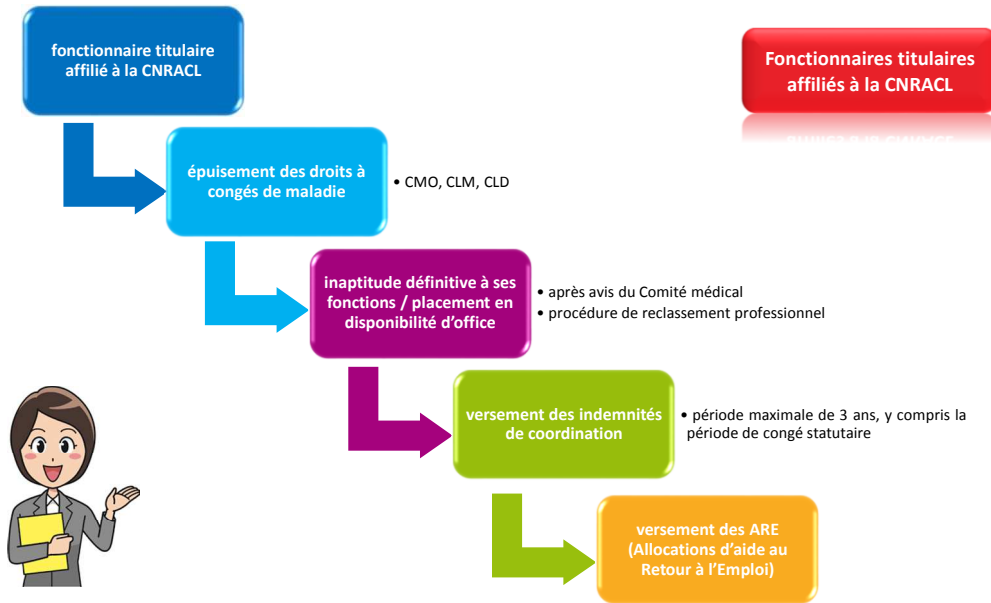 fonctionnaire titulaire
affilié à la CNRACL
Fonctionnaires titulaires
affiliés à la CNRACL
épuisement des droits à
congés de maladie
• CMO, CLM, CLD
inaptitude définitive à ses
fonctions / placement en
disponibilité d’office
• après avis du Comité médical
• procédure de reclassement professionnel
versement des indemnités
de coordination
• période maximale de 3 ans, y compris la
période de congé statutaire
versement des ARE
(Allocations d’aide au
Retour à l’Emploi)